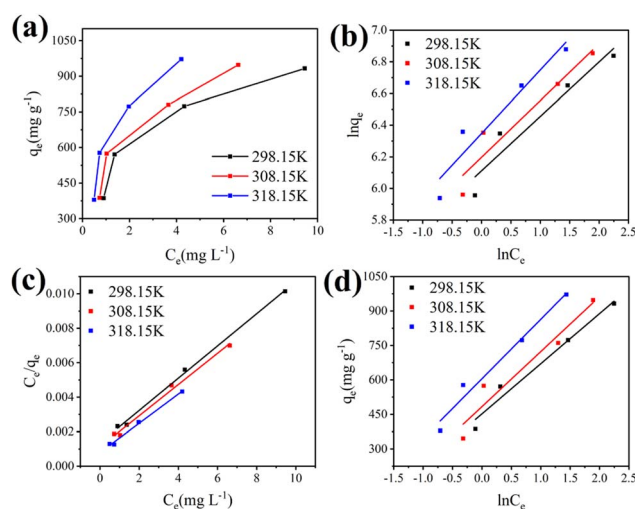 (a)
1050
900
750
600
450
300
qe(mg g-1)
298.15K
308.15K
318.15K
0 2 4 6 8 10
Ce(mg L-1)
(b)
7.0
6.8
6.6
6.4
6.2
6.0
5.8
lnqe
298.15K
308.15K
318.15K
-1.0 -0.5 0.0 0.5 1.0 1.5 2.0 2.5
lnCe
(c)
0.010
0.008
0.006
0.004
0.002
0.000
Ce/qe
298.15K
308.15K
318.15K
0 2 4 6 8 10
Ce(mg L-1)
(d)
1050
900
750
600
450
300
qe(mg g-1)
298.15K
308.15K
318.15K
-1.0 -0.5 0.0 0.5 1.0 1.5 2.0 2.5
lnCe